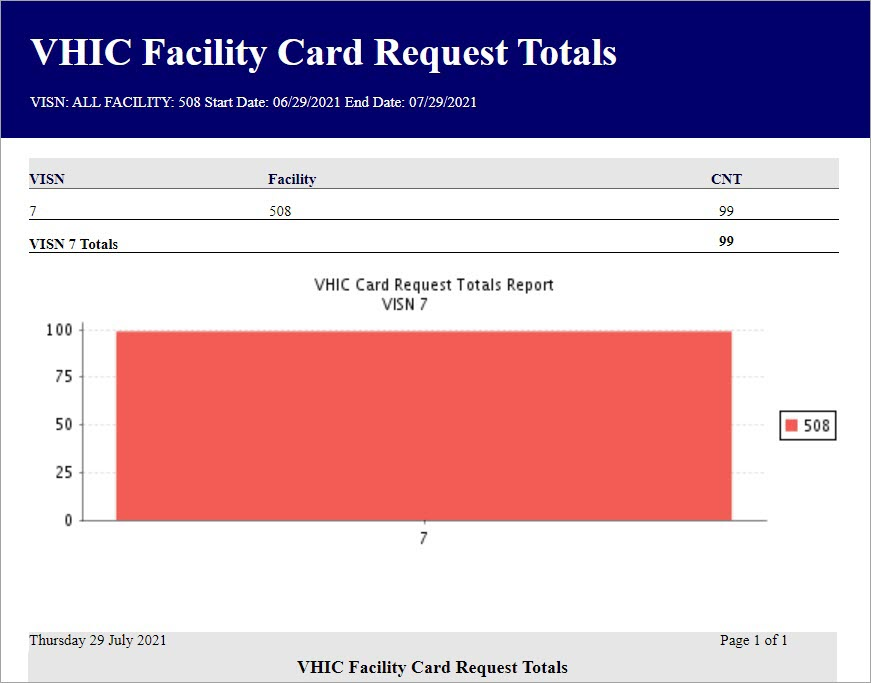 VHIC Facility Card Request Totals
VISN: ALL FACILITY: 508 Start Date: 06/29/2021 End Date: 07/29/2021
VISN Facility CNT
7 508 99
VISN 7 Totals 99
VHIC Card Request Totals Report
VISN 7
100
75
50
25
0
7
508
Thursday 29 July 2021 Page 1 of 1
VHIC Facility Card Request Totals